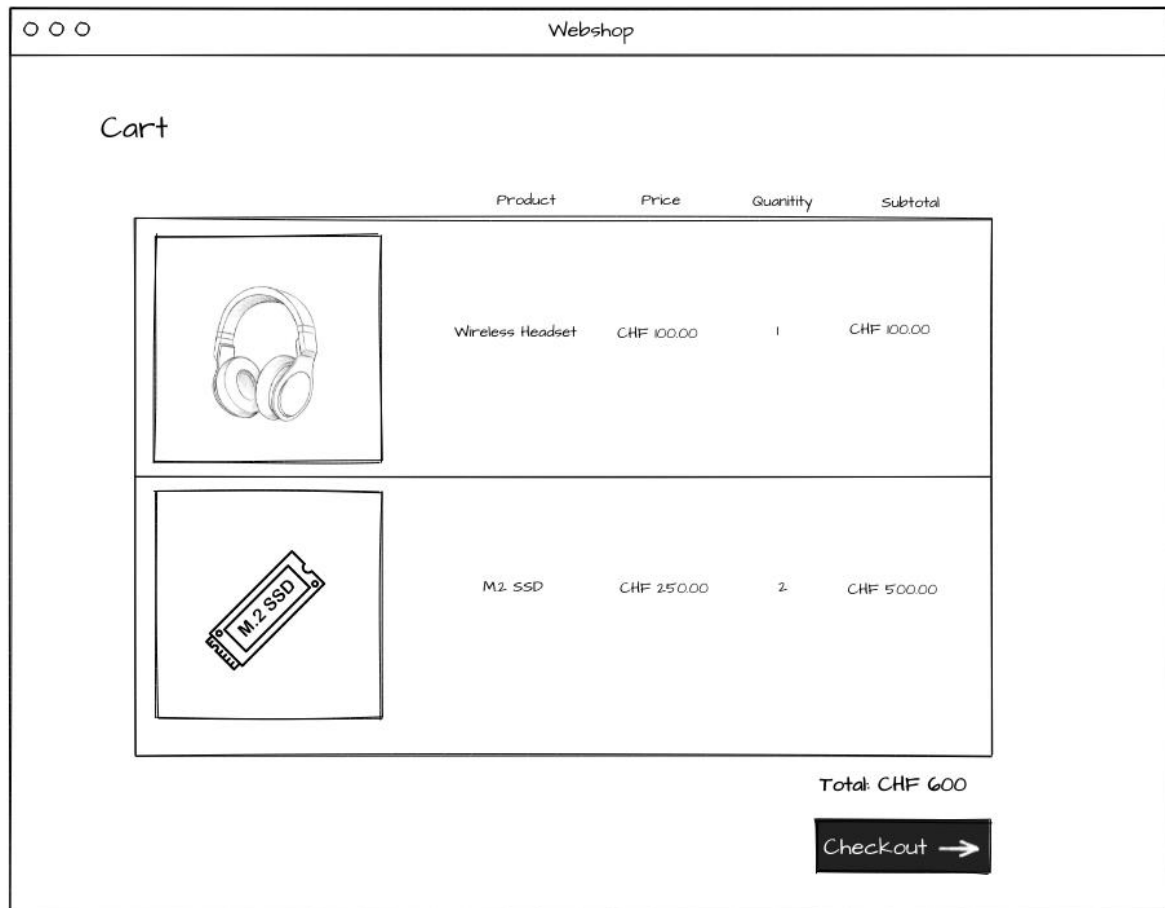 Webshop
Cart
Product Price Quanitity Subtotal
Wireless Headset CHF 100.00 1 CHF 100.00
M.2 SSD
M.2 SSD CHF 250.00 2 CHF 500.00
Total: CHF 600
Checkout